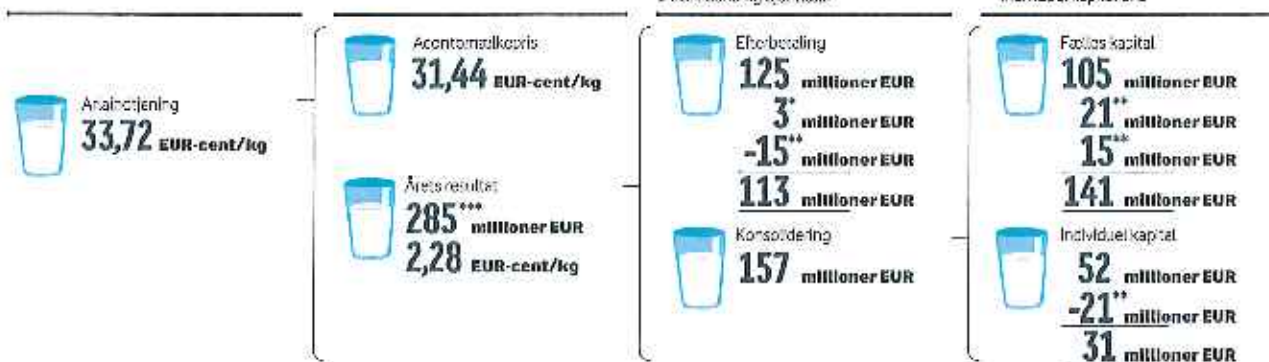 Arlaindtjening
33,72 EUR-cent/kg
Acontomælkepris
31,44 EUR-cent/kg
Årets resultat
285*** millioner EUR
2,28 EUR-cent/kg
Efterbetaling
125 millioner EUR
3* millioner EUR
-15** millioner EUR
113 millioner EUR
Konsolidering
157 millioner EUR
Fælles kapital
105 millioner EUR
21** millioner EUR
15** millioner EUR
141 millioner EUR
Individuel kapital
52 millioner EUR
-21** millioner EUR
31 millioner EUR